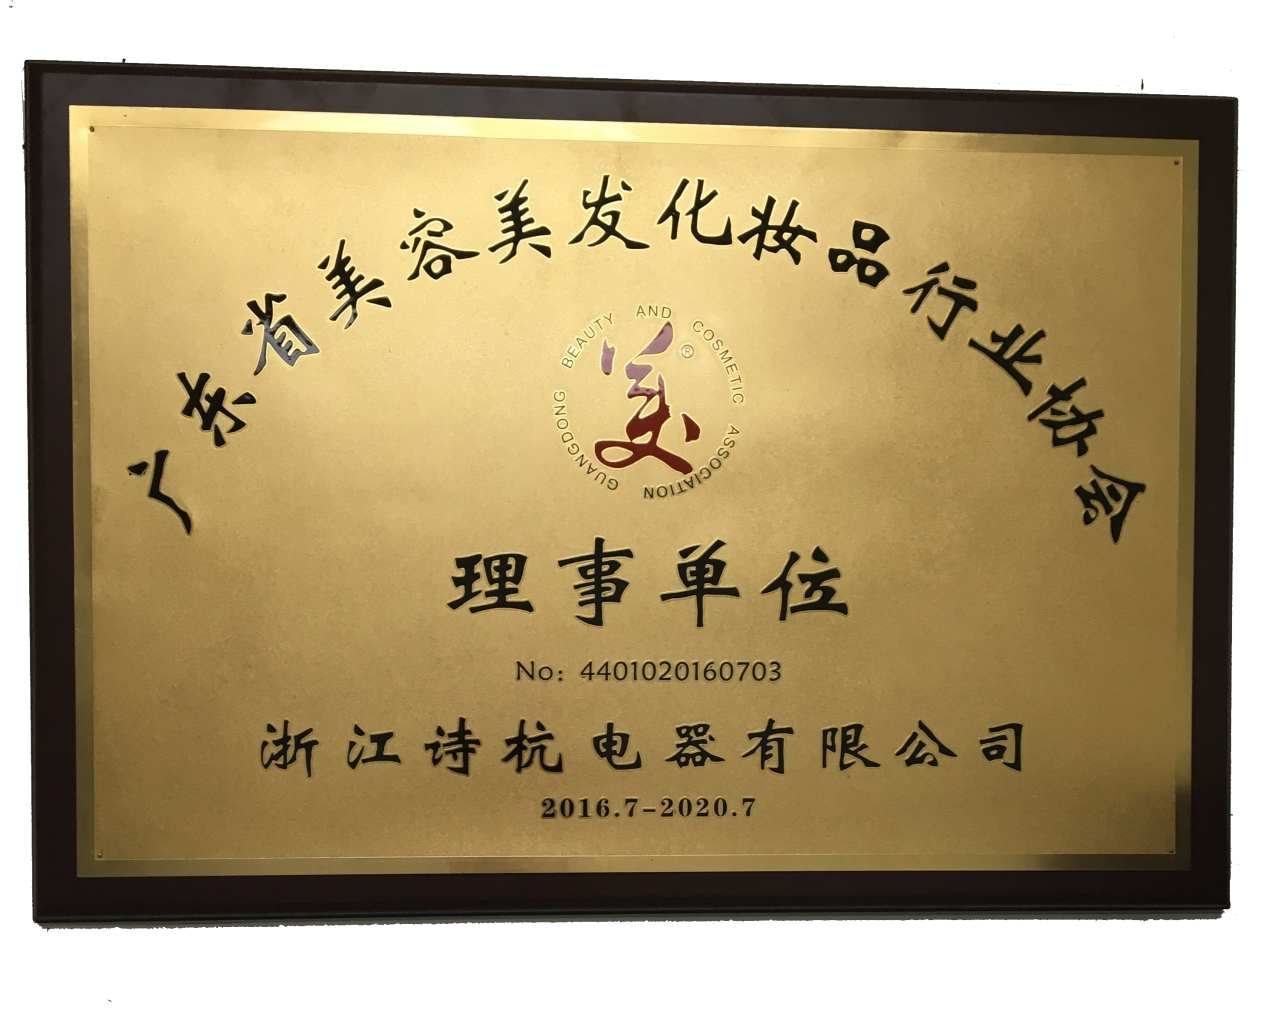 广东省美容美发化妆品行业协会
GUANGDONG BEAUTY AND COSMETIC ASSOCIATION
美®
理事单位
No: 4401020160703
浙江诗杭电器有限公司
2016.7-2020.7